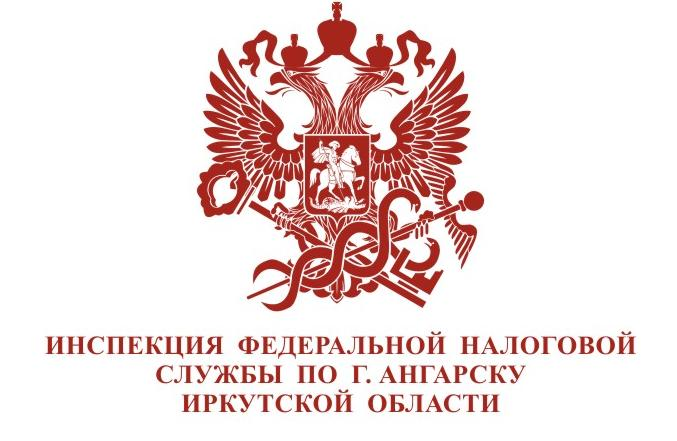 ИНСПЕКЦИЯ ФЕДЕРАЛЬНОЙ НАЛОГОВОЙ
СЛУЖБЫ ПО Г. АНГАРСКУ
ИРКУТСКОЙ ОБЛАСТИ